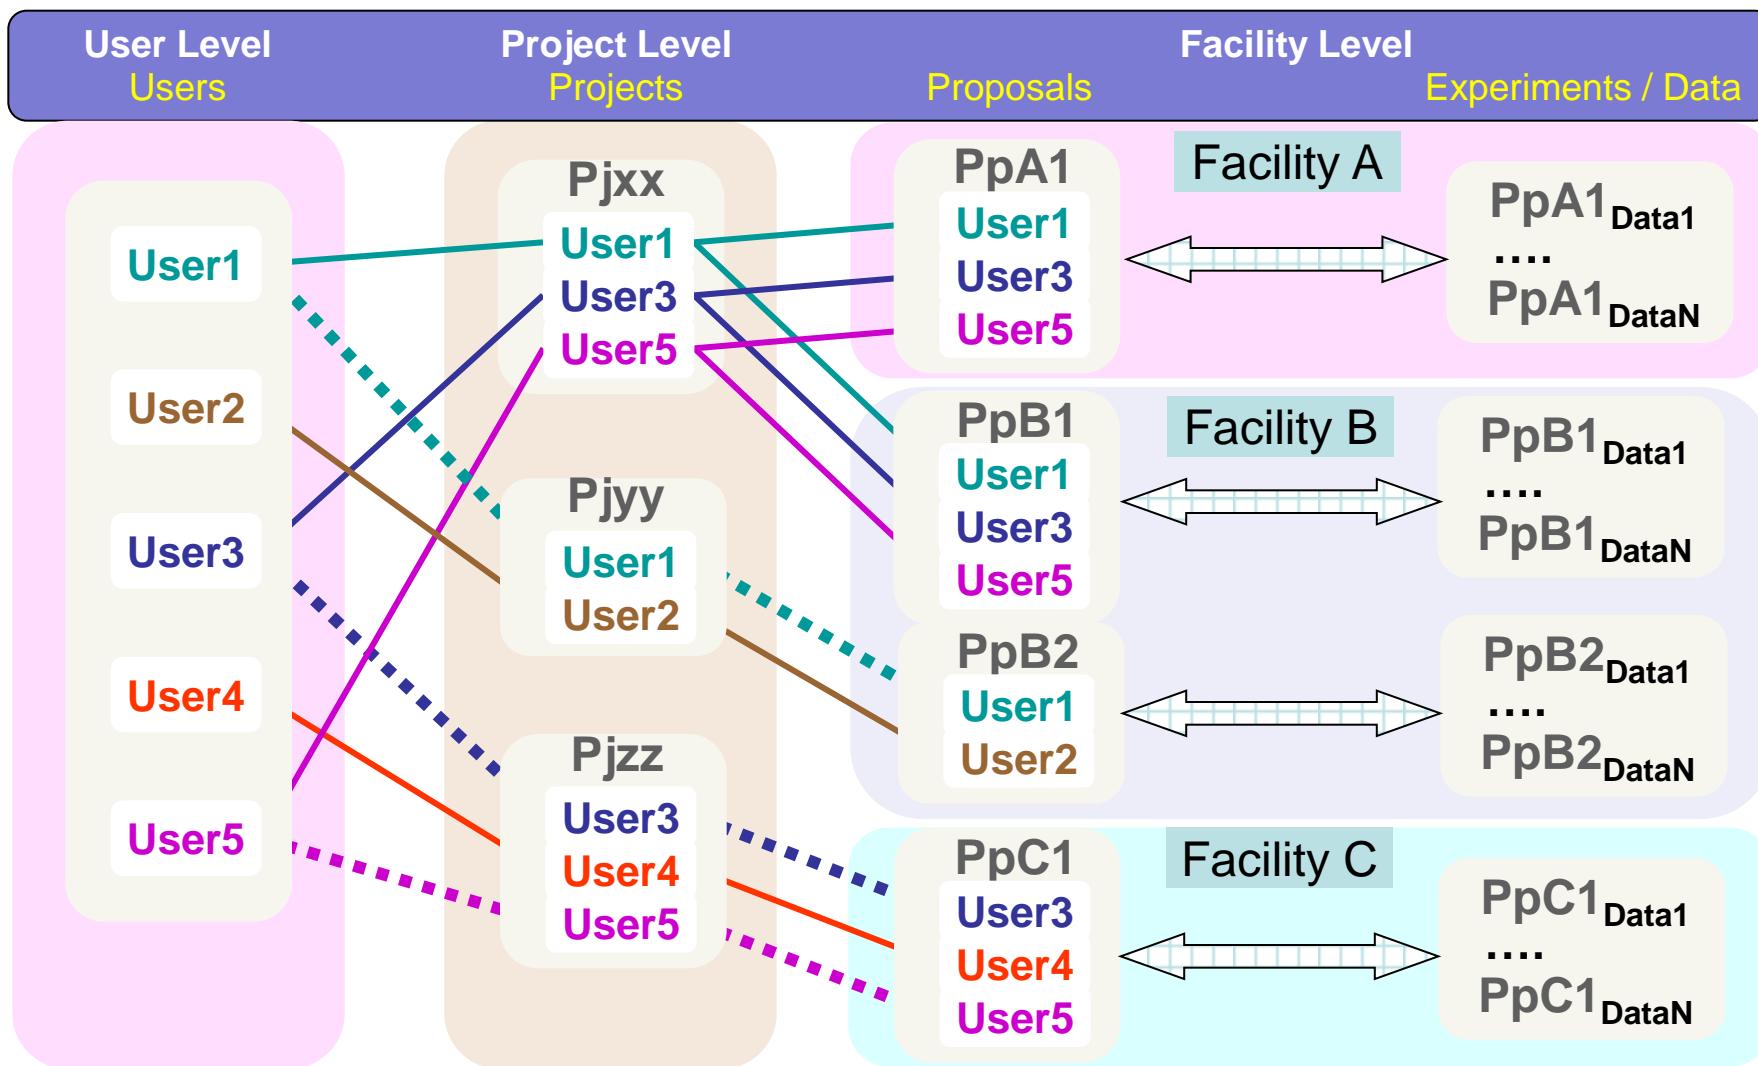 User Level
Users
Project Level
Projects
Facility Level
Proposals
Experiments / Data
User1
User2
User3
User4
User5
Pjxx
User1
User3
User5
Pjyy
User1
User2
Pjzz
User3
User4
User5
Facility A
PpA1
User1
User3
User5
PpA1Data1
....
PpA1DataN
Facility B
PpB1
User1
User3
User5
PpB1Data1
....
PpB1DataN
PpB2
User1
User2
PpB2Data1
....
PpB2DataN
Facility C
PpC1
User3
User4
User5
PpC1Data1
....
PpC1DataN